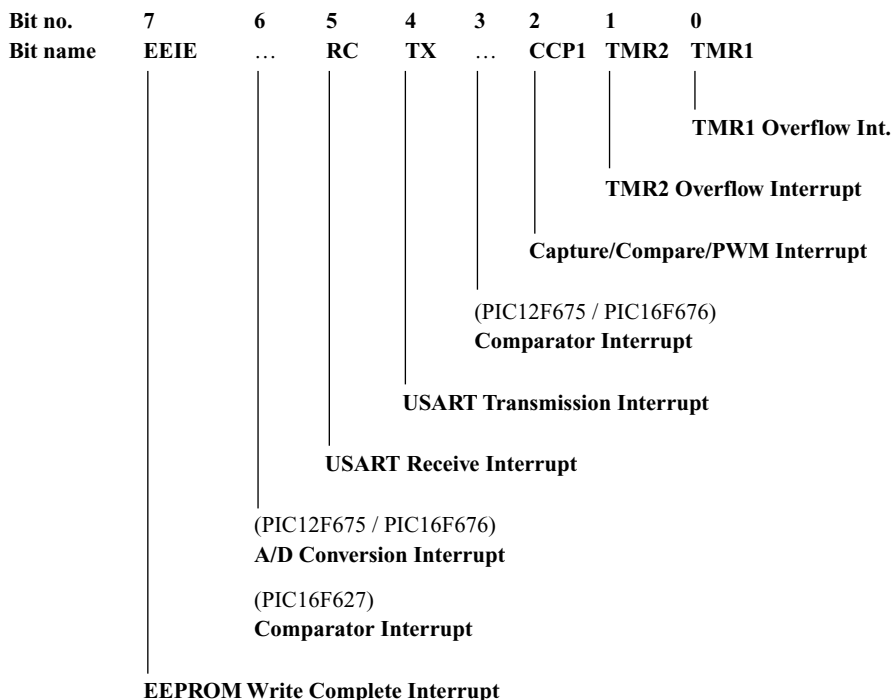 Bit no. 7 6 5 4 3 2 1 0
Bit name EEIE … RC TX … CCP1 TMR2 TMR1
TMR1 Overflow Int.
TMR2 Overflow Interrupt
Capture/Compare/PWM Interrupt
(PIC12F675 / PIC16F676)
Comparator Interrupt
USART Transmission Interrupt
USART Receive Interrupt
(PIC12F675 / PIC16F676)
A/D Conversion Interrupt
(PIC16F627)
Comparator Interrupt
EEPROM Write Complete Interrupt